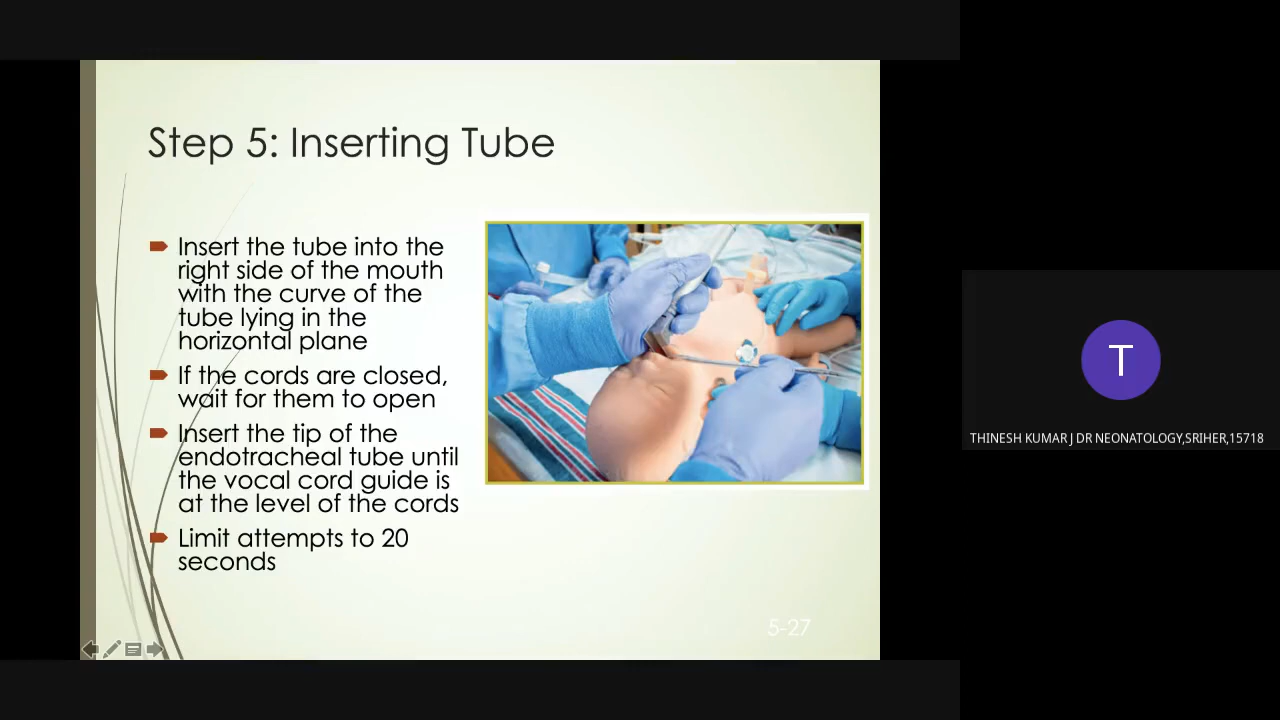 Step 5: Inserting Tube
Insert the tube into the
right side of the mouth
with the curve of the
tube lying in the
horizontal plane
If the cords are closed,
wait for them to open
Insert the tip of the
endotracheal tube until
the vocal cord guide is
at the level of the cords
Limit attempts to 20
seconds
5-27
T
THINESH KUMAR J DR NEONATOLOGY,SRIHER,15718